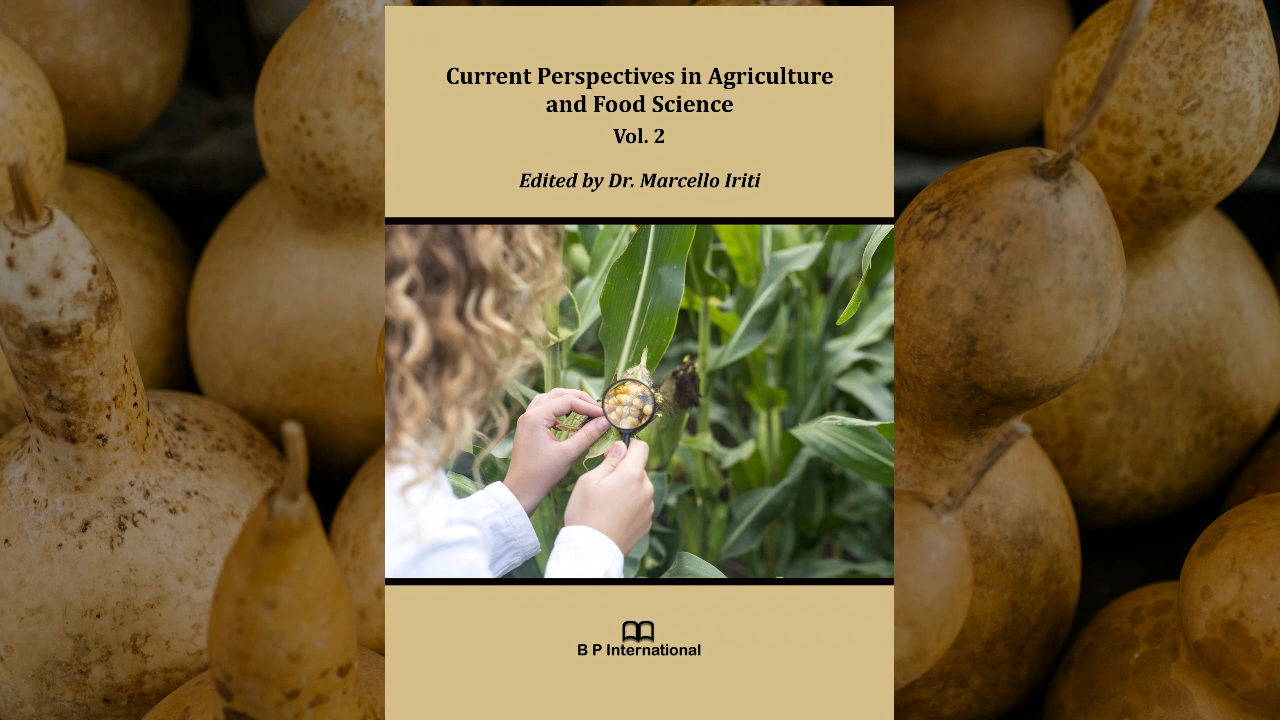 Current Perspectives in Agriculture
and Food Science
Vol. 2
Edited by Dr. Marcello Iriti
B P International